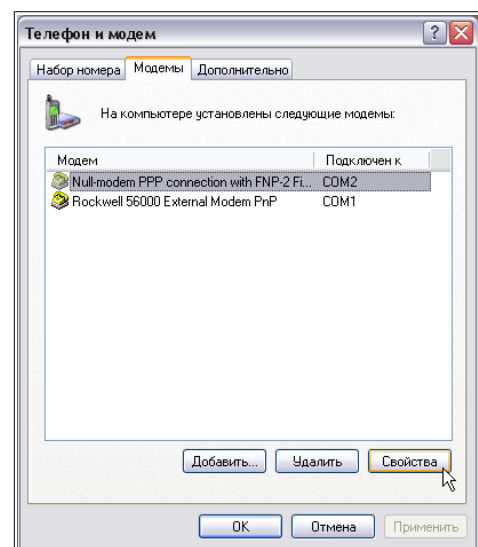 Телефон и модем
Набор номера Модемы Дополнительно
На компьютере установлены следующие модемы:
Модем Подключен к
Null-modem PPP connection with FNP-2 Fi... COM2
Rockwell 56000 External Modem PnP COM1
Добавить... Удалить Свойства
OK Отмена Применить